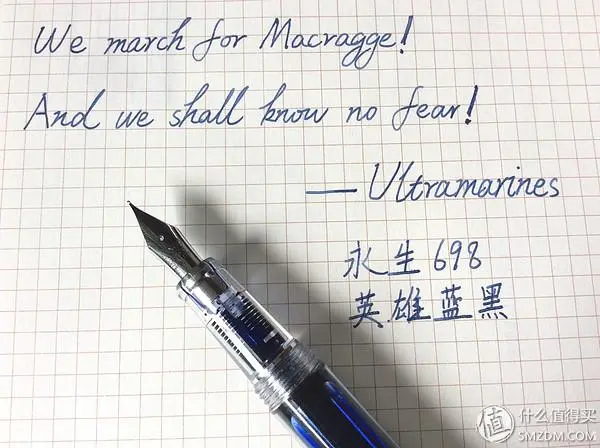 We march for Macragge!
And we shall know no fear!
— Ultramarines
永生 698
英雄蓝黑
值 什么值得买
SMZDM.COM